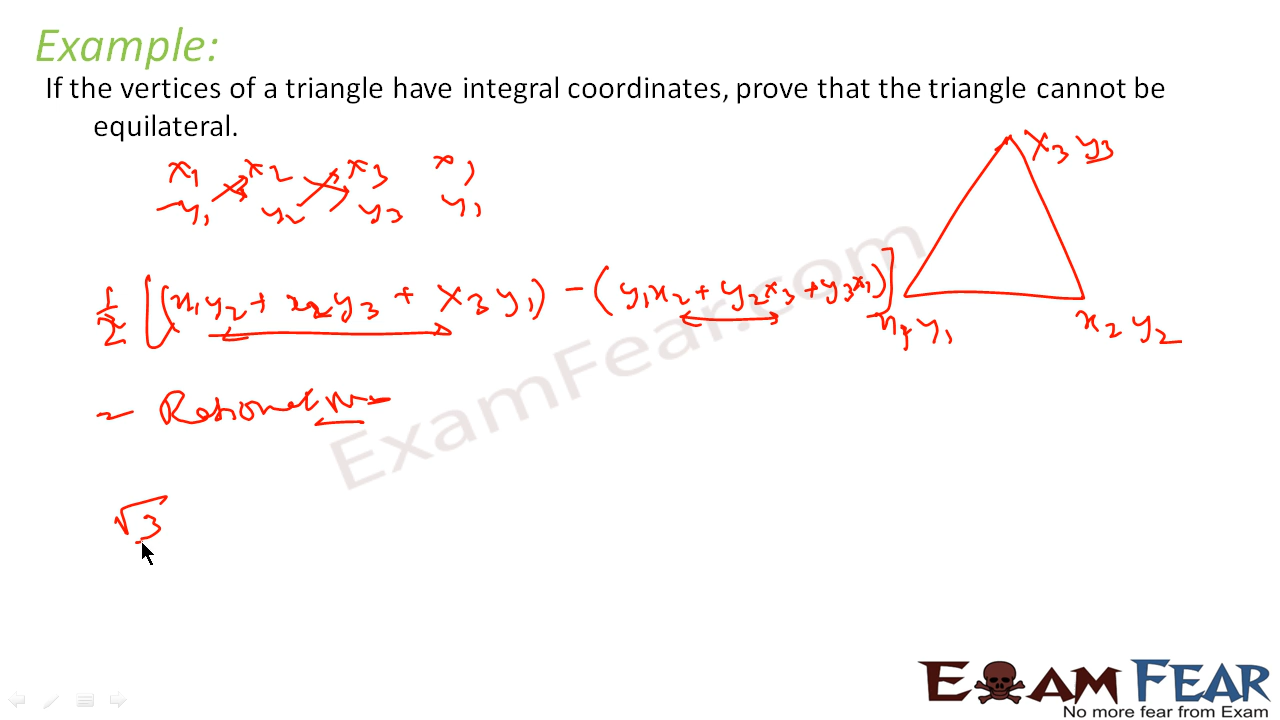 Example:
If the vertices of a triangle have integral coordinates, prove that the triangle cannot be
equilateral.
x1 x2 x3 x1
y1 y2 y3 y1
x3 y3
1/2 [(x1y2 + x2y3 + x3y1) - (y1x2 + y2x3 + y3x1)]
x1 y1
x2 y2
= Rational
√3
ExamFear.com
EXAM FEAR
No more fear from Exam